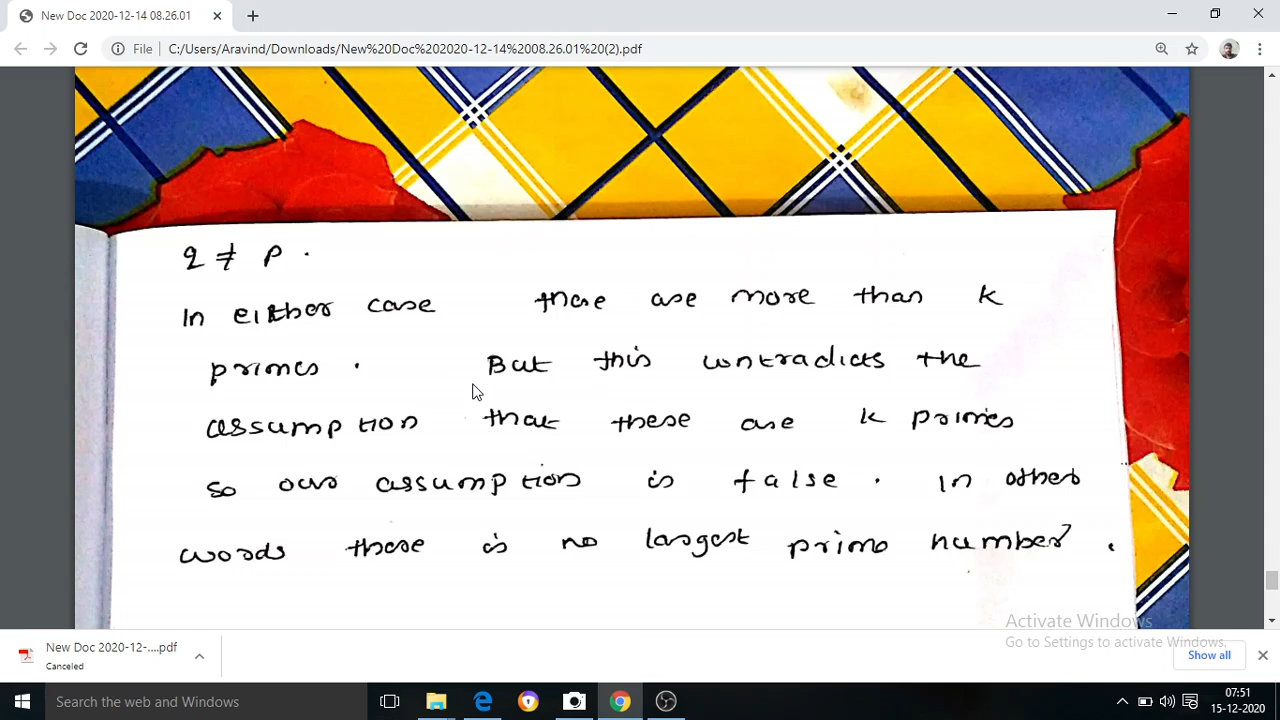 New Doc 2020-12-14 08.26.01
File C:/Users/Aravind/Downloads/New%20Doc%202020-12-14%2008.26.01%20(2).pdf
q ≠ p .
In either case there are more than k
primes . But this contradicts the
assumption that these are k primes
so our assumption is false . In other
words there is no largest prime number .
Activate Windows
Go to Settings to activate Windows.
New Doc 2020-12-....pdf
Canceled
Show all
Search the web and Windows
07:51
15-12-2020